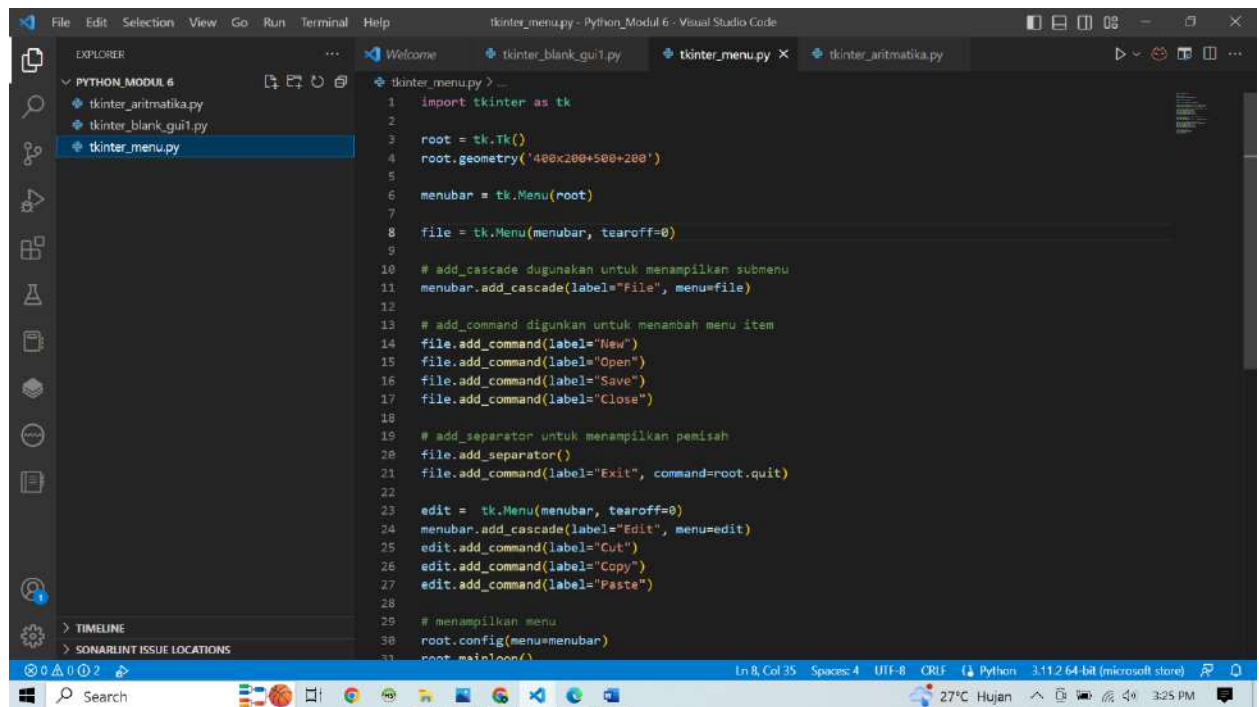 File Edit Selection View Go Run Terminal Help
tkinter_menu.py - Python_Modul 6 - Visual Studio Code
EXPLORER
PYTHON_MODUL 6
tkinter_aritmatika.py
tkinter_blank_gui1.py
tkinter_menu.py
TIMELINE
SONARLINT ISSUE LOCATIONS
Welcome tkinter_blank_gui1.py tkinter_menu.py tkinter_aritmatika.py
tkinter_menu.py > ...
1 import tkinter as tk
2
3 root = tk.Tk()
4 root.geometry('400x200+500+200')
5
6 menubar = tk.Menu(root)
7
8 file = tk.Menu(menubar, tearoff=0)
9
10 # add_cascade dugunakan untuk menampilkan submenu
11 menubar.add_cascade(label="File", menu=file)
12
13 # add_command digunkan untuk menambah menu item
14 file.add_command(label="New")
15 file.add_command(label="Open")
16 file.add_command(label="Save")
17 file.add_command(label="Close")
18
19 # add_separator untuk menampilkan pemisah
20 file.add_separator()
21 file.add_command(label="Exit", command=root.quit)
22
23 edit =  tk.Menu(menubar, tearoff=0)
24 menubar.add_cascade(label="Edit", menu=edit)
25 edit.add_command(label="Cut")
26 edit.add_command(label="Copy")
27 edit.add_command(label="Paste")
28
29 # menampilkan menu
30 root.config(menu=menubar)
31 root.mainloop()
0 0 2 Ln 8, Col 35 Spaces: 4 UTF-8 CRLF Python 3.11.2 64-bit (microsoft store)
Search 27°C Hujan 3:25 PM